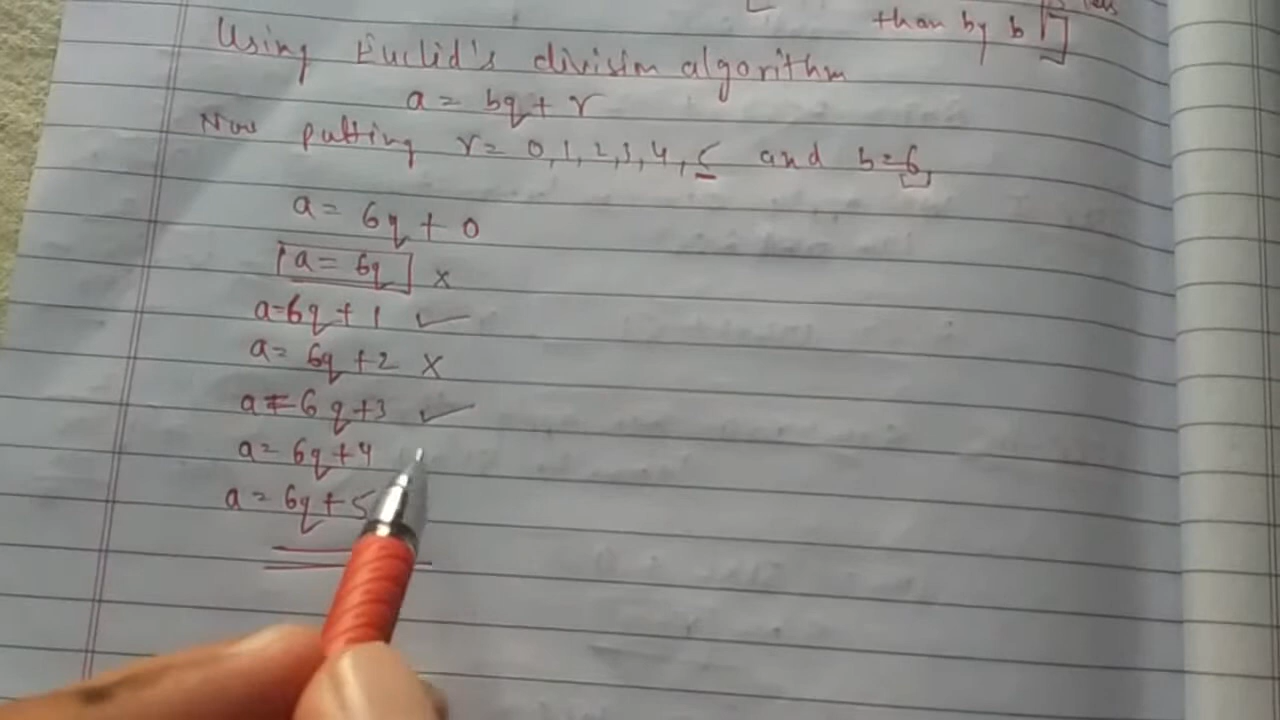 than by b ]
Using Euclid's division algorithm
a = bq + r
Now putting r = 0, 1, 2, 3, 4, 5 and b = 6
a = 6q + 0
a = 6q ×
a = 6q + 1 ✓
a = 6q + 2 ×
a = 6q + 3 ✓
a = 6q + 4
a = 6q + 5